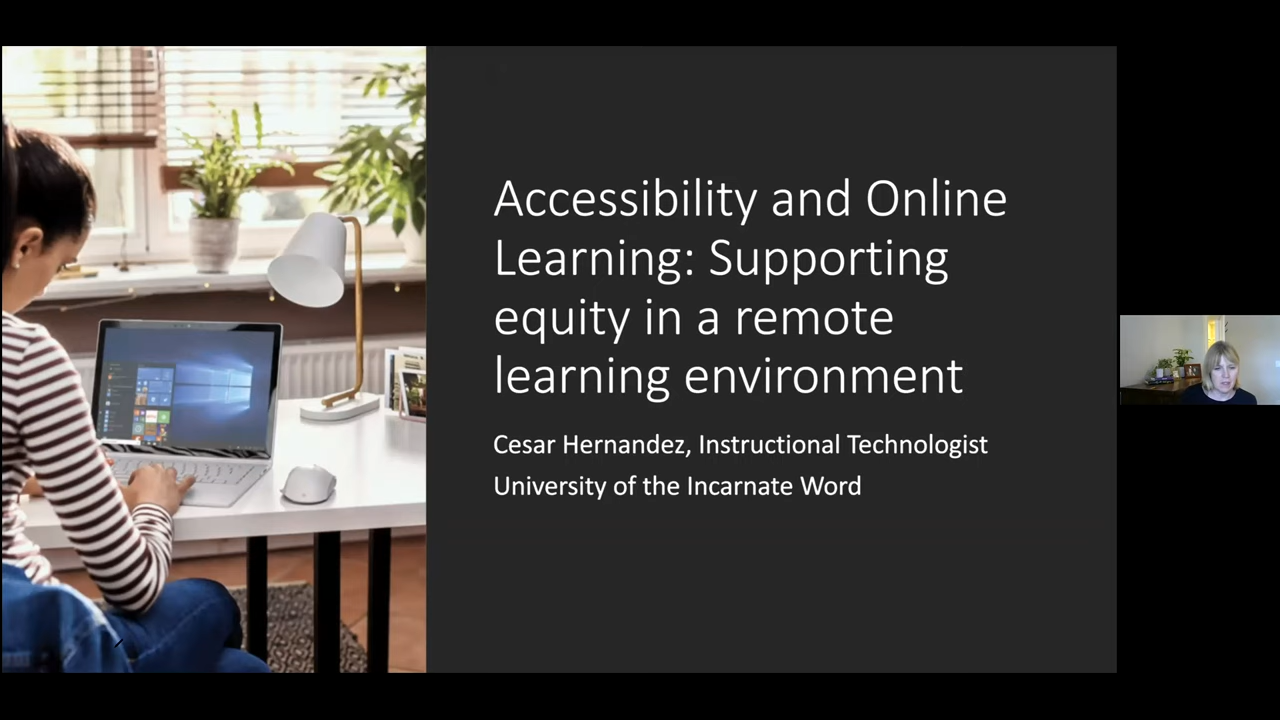 Accessibility and Online
Learning: Supporting
equity in a remote
learning environment
Cesar Hernandez, Instructional Technologist
University of the Incarnate Word